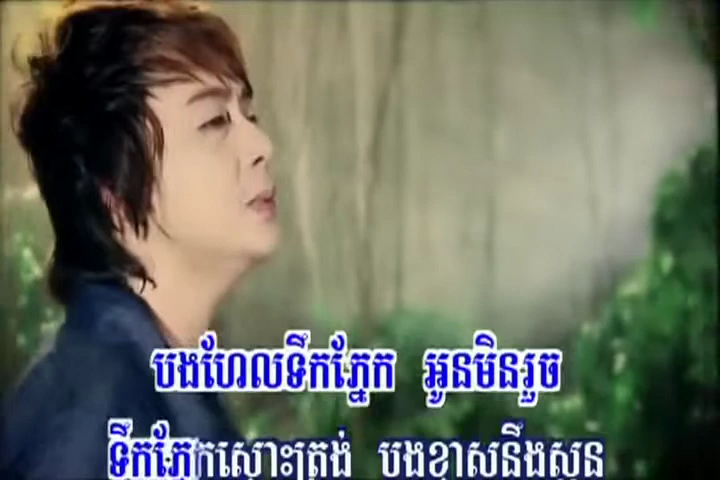 បងហែលទឹកភ្នែក អូនមិនរួច
ទឹកភ្នែកស្មោះត្រង់ បងខ្មាសនឹងស្អួន